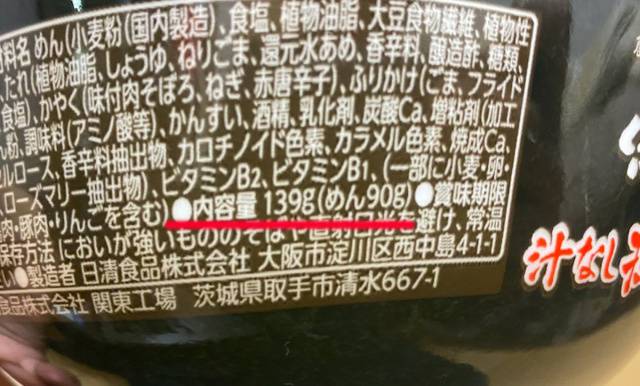 料名 めん(小麦粉(国内製造)、食塩、植物油脂、大豆食物繊維、植物性
たれ(植物油脂、しょうゆ、ねりごま、還元水あめ、香辛料、醸造酢、糖類、
食塩)、かやく(味付肉そぼろ、ねぎ、赤唐辛子)、ふりかけ(ごま、フライド
ん粉、調味料(アミノ酸等)、かんすい、酒精、乳化剤、炭酸Ca、増粘剤(加工
ルロース、香辛料抽出物、カロチノイド色素、カラメル色素、焼成Ca、
ローズマリー抽出物)、ビタミンB2、ビタミンB1、(一部に小麦・卵・
肉・豚肉・りんごを含む)●内容量 139g(めん90g)●賞味期限
保存方法 においが強いもののそばや直射日光を避け、常温
●製造者 日清食品株式会社 大阪市淀川区西中島4-1-1
食品株式会社 関東工場 茨城県取手市清水667-1
汁なし